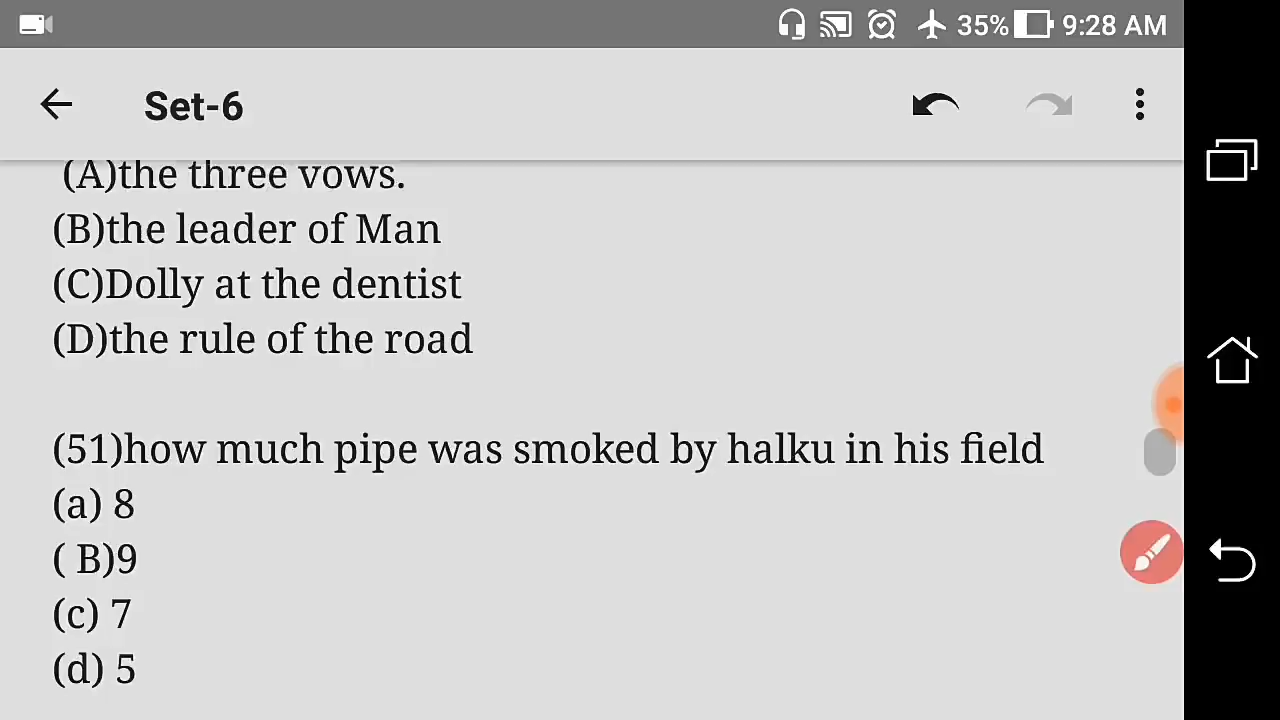 35% 9:28 AM
Set-6
(A)the three vows.
(B)the leader of Man
(C)Dolly at the dentist
(D)the rule of the road
(51)how much pipe was smoked by halku in his field
(a) 8
( B)9
(c) 7
(d) 5